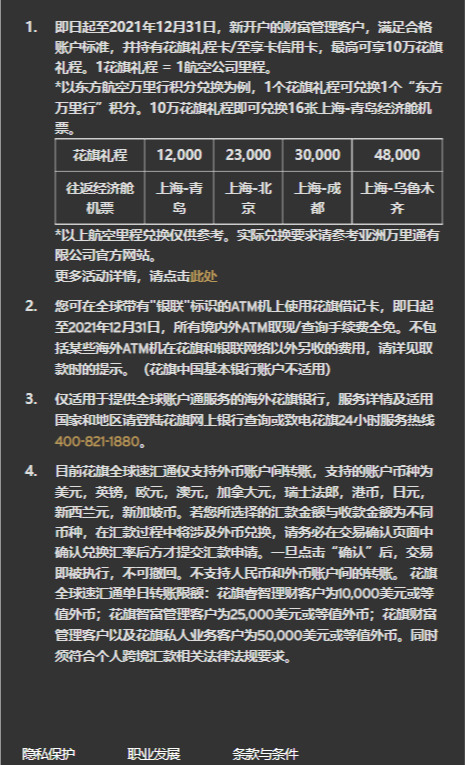 1. 即日起至2021年12月31日，新开户的财富管理客户，满足合格
账户标准，并持有花旗礼程卡/至享卡信用卡，最高可享10万花旗
礼程。1花旗礼程 = 1航空公司里程。
*以东方航空万里行积分兑换为例，1个花旗礼程可兑换1个“东方
万里行”积分。10万花旗礼程即可兑换16张上海-青岛经济舱机
票。
花旗礼程 12,000 23,000 30,000 48,000
往返经济舱 上海-青 上海-北 上海-成 上海-乌鲁木
机票 岛 京 都 齐
*以上航空里程兑换仅供参考。实际兑换要求请参考亚洲万里通有
限公司官方网站。
更多活动详情，请点击此处
2. 您可在全球带有"银联"标识的ATM机上使用花旗借记卡，即日起
至2021年12月31日，所有境内外ATM取现/查询手续费全免。不包
括某些海外ATM机在花旗和银联网络以外另收的费用，请详见取
款时的提示。（花旗中国基本银行账户不适用）
3. 仅适用于提供全球账户通服务的海外花旗银行，服务详情及适用
国家和地区请登陆花旗网上银行查询或致电花旗24小时服务热线
400-821-1880。
4. 目前花旗全球速汇通仅支持外币账户间转账，支持的账户币种为
美元，英镑，欧元，澳元，加拿大元，瑞士法郎，港币，日元，
新西兰元，新加坡币。若您所选择的汇款金额与收款金额为不同
币种，在汇款过程中将涉及外币兑换，请务必在交易确认页面中
确认兑换汇率后方才提交汇款申请。一旦点击“确认”后，交易
即被执行，不可撤回。不支持人民币和外币账户间的转账。 花旗
全球速汇通单日转账限额：花旗睿智理财客户为10,000美元或等
值外币；花旗智富管理客户为25,000美元或等值外币；花旗财富
管理客户以及花旗私人业务客户为50,000美元或等值外币。同时
须符合个人跨境汇款相关法律法规要求。
隐私保护 职业发展 条款与条件